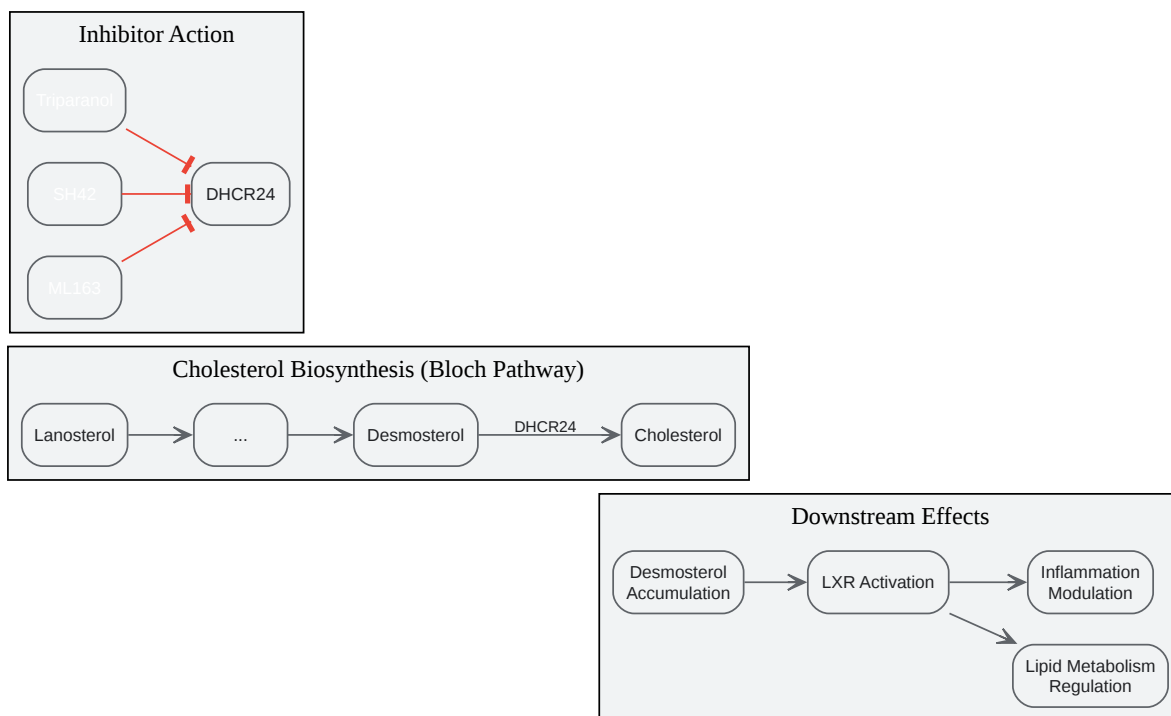 Inhibitor Action
Triparanol
SH42
DHCR24
ML163
Cholesterol Biosynthesis (Bloch Pathway)
Lanosterol
...
Desmosterol
DHCR24
Cholesterol
Downstream Effects
Desmosterol
Accumulation
LXR Activation
Inflammation
Modulation
Lipid Metabolism
Regulation